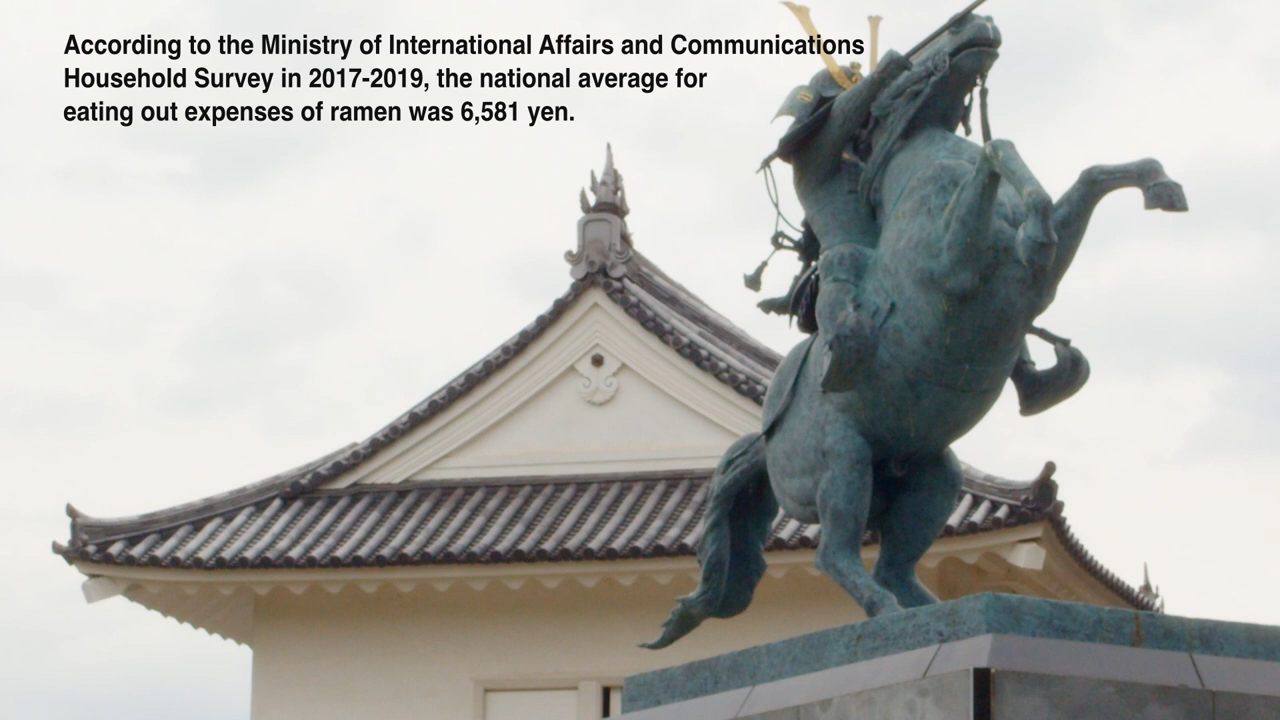 According to the Ministry of International Affairs and Communications
Household Survey in 2017-2019, the national average for
eating out expenses of ramen was 6,581 yen.